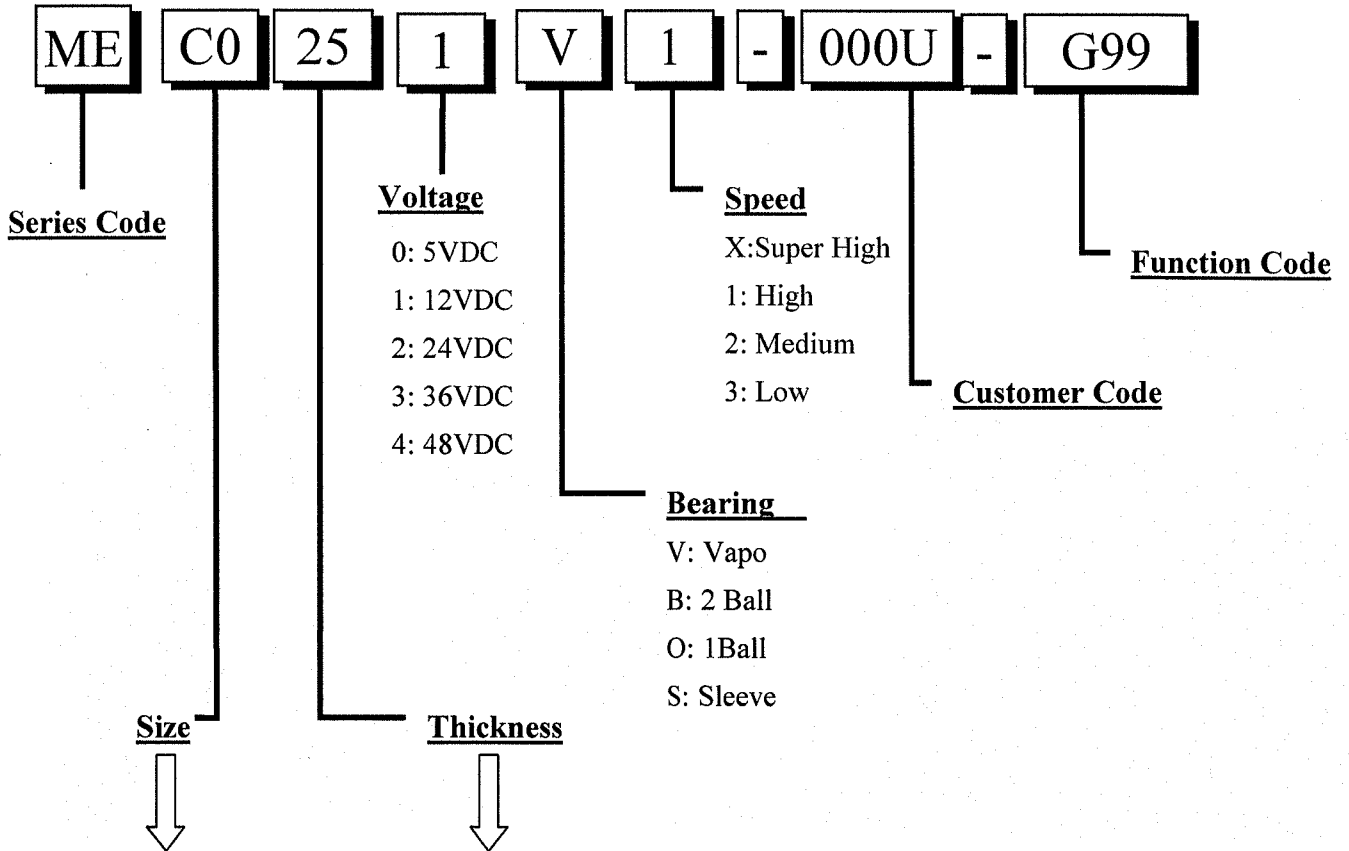 ME C0 25 1 V 1 - 000U - G99
Series Code
Voltage
0: 5VDC
1: 12VDC
2: 24VDC
3: 36VDC
4: 48VDC
Speed
X:Super High
1: High
2: Medium
3: Low
Function Code
Customer Code
Bearing
V: Vapo
B: 2 Ball
O: 1Ball
S: Sleeve
Size
Thickness